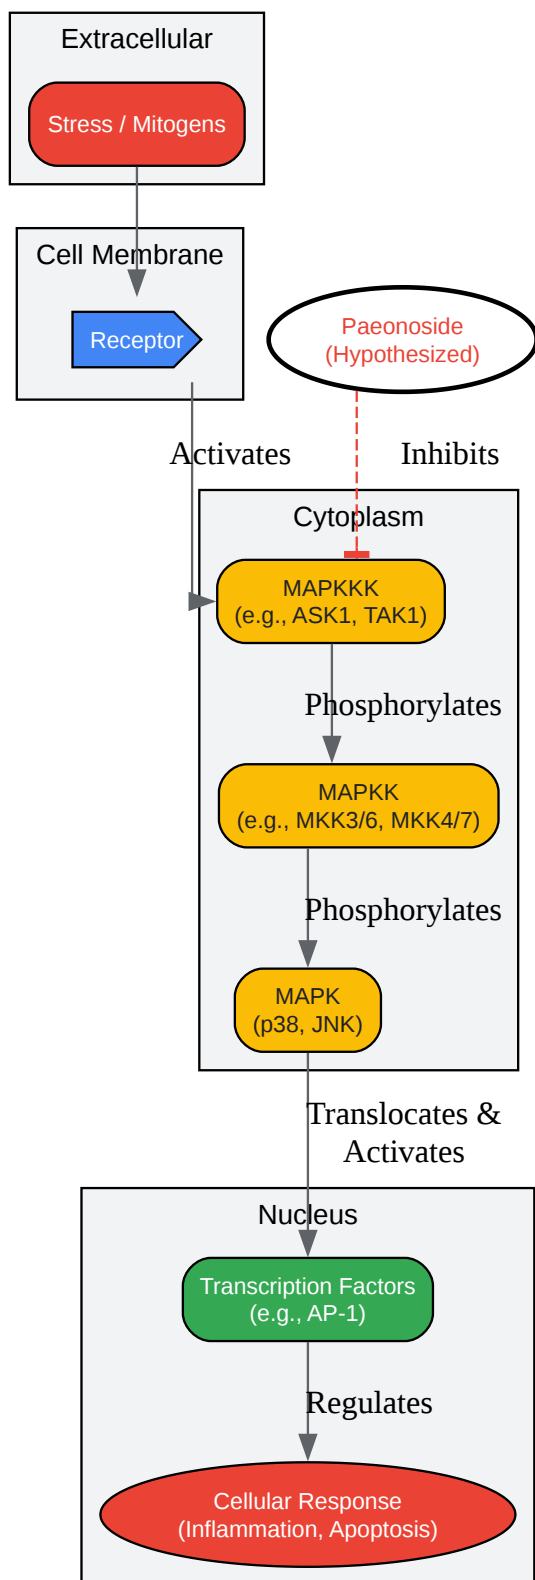 Extracellular
Stress / Mitogens
Cell Membrane
Receptor
Paeonoside
(Hypothesized)
Activates
Inhibits
Cytoplasm
MAPKKK
(e.g., ASK1, TAK1)
Phosphorylates
MAPKK
(e.g., MKK3/6, MKK4/7)
Phosphorylates
MAPK
(p38, JNK)
Translocates &
Activates
Nucleus
Transcription Factors
(e.g., AP-1)
Regulates
Cellular Response
(Inflammation, Apoptosis)